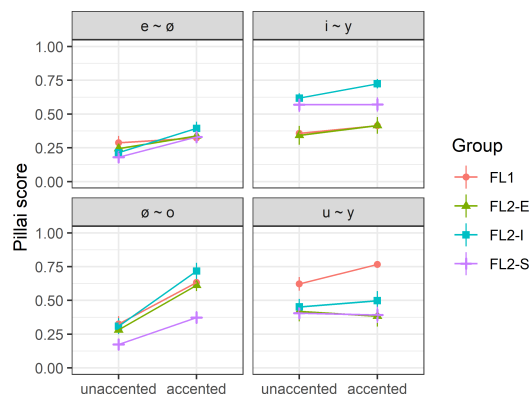 e ~ ø
i ~ y
1.00
0.75
0.50
0.25
0.00
ø ~ o
u ~ y
1.00
0.75
0.50
0.25
0.00
unaccented accented
unaccented accented
Pillai score
Group
FL1
FL2-E
FL2-I
FL2-S